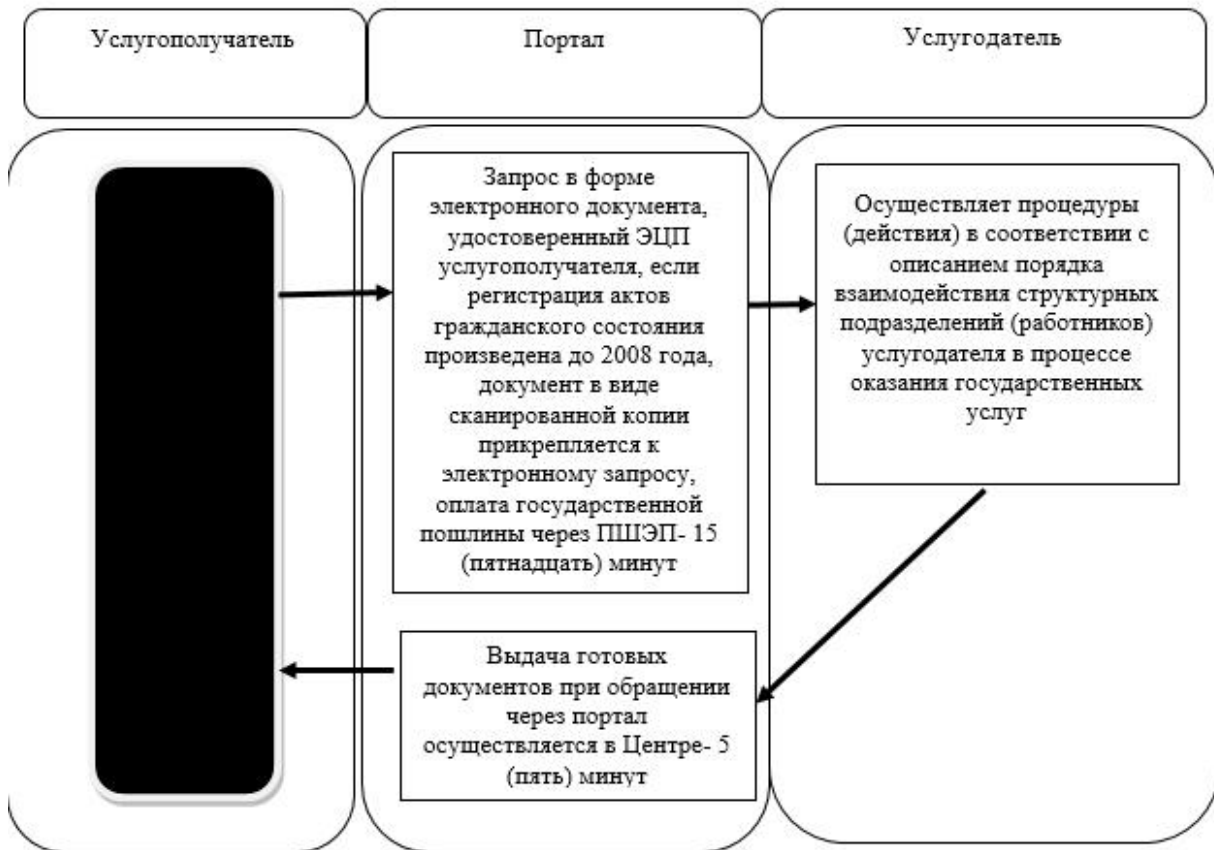 Услугополучатель
Портал
Услугодатель
Запрос в форме
электронного документа,
удостоверенный ЭЦП
услугополучателя, если
регистрация актов
гражданского состояния
произведена до 2008 года,
документ в виде
сканированной копии
прикрепляется к
электронному запросу,
оплата государственной
пошлины через ПШЭП- 15
(пятнадцать) минут
Осуществляет процедуры
(действия) в соответствии с
описанием порядка
взаимодействия структурных
подразделений (работников)
услугодателя в процессе
оказания государственных
услуг
Выдача готовых
документов при обращении
через портал
осуществляется в Центре- 5
(пять) минут